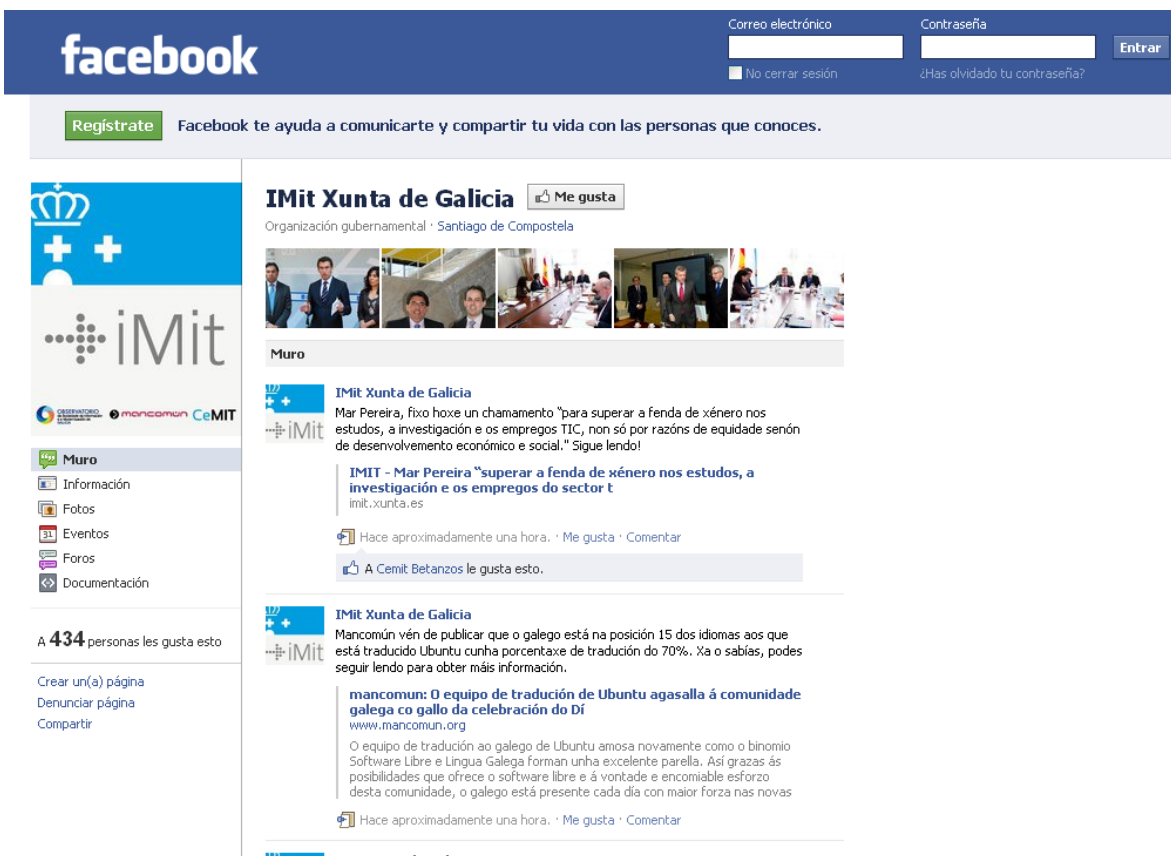 facebook
Correo electrónico
Contraseña
Entrar
No cerrar sesión
¿Has olvidado tu contraseña?
Regístrate
Facebook te ayuda a comunicarte y compartir tu vida con las personas que conoces.
iMit
mancomun
CeMIT
Muro
Información
Fotos
Eventos
Foros
Documentación
A 434 personas les gusta esto
Crear un(a) página
Denunciar página
Compartir
IMit Xunta de Galicia
Me gusta
Organización gubernamental · Santiago de Compostela
Muro
iMit
IMit Xunta de Galicia
Mar Pereira, fixo hoxe un chamamento “para superar a fenda de xénero nos
estudos, a investigación e os empregos TIC, non só por razóns de equidade senón
de desenvolvemento económico e social." Sigue lendo!
IMIT - Mar Pereira “superar a fenda de xénero nos estudos, a
investigación e os empregos do sector t
imit.xunta.es
Hace aproximadamente una hora. · Me gusta · Comentar
A Cemit Betanzos le gusta esto.
iMit
IMit Xunta de Galicia
Mancomún vén de publicar que o galego está na posición 15 dos idiomas aos que
está traducido Ubuntu cunha porcentaxe de tradución do 70%. Xa o sabías, podes
seguir lendo para obter máis información.
mancomun: O equipo de tradución de Ubuntu agasalla á comunidade
galega co gallo da celebración do Dí
www.mancomun.org
O equipo de tradución ao galego de Ubuntu amosa novamente como o binomio
Software Libre e Lingua Galega forman unha excelente parella. Así grazas ás
posibilidades que ofrece o software libre e á vontade e encomiable esforzo
desta comunidade, o galego está presente cada día con maior forza nas novas
Hace aproximadamente una hora. · Me gusta · Comentar